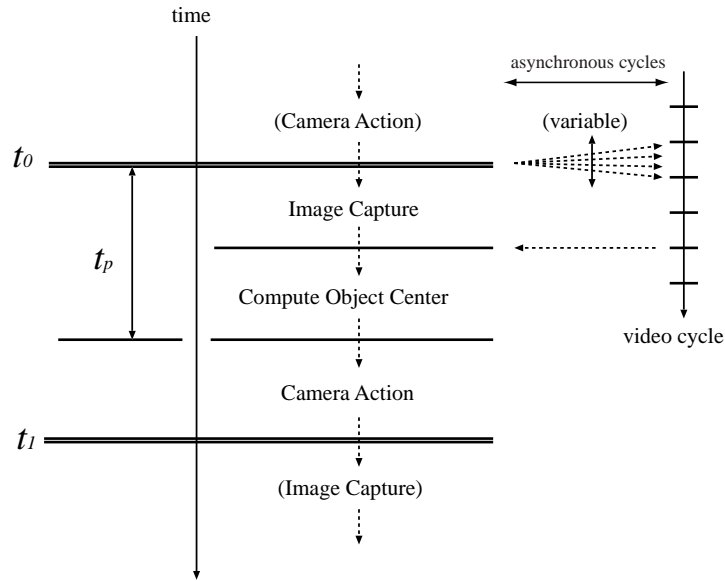 time
asynchronous cycles
(Camera Action)
(variable)
t0
Image Capture
tp
Compute Object Center
video cycle
Camera Action
t1
(Image Capture)